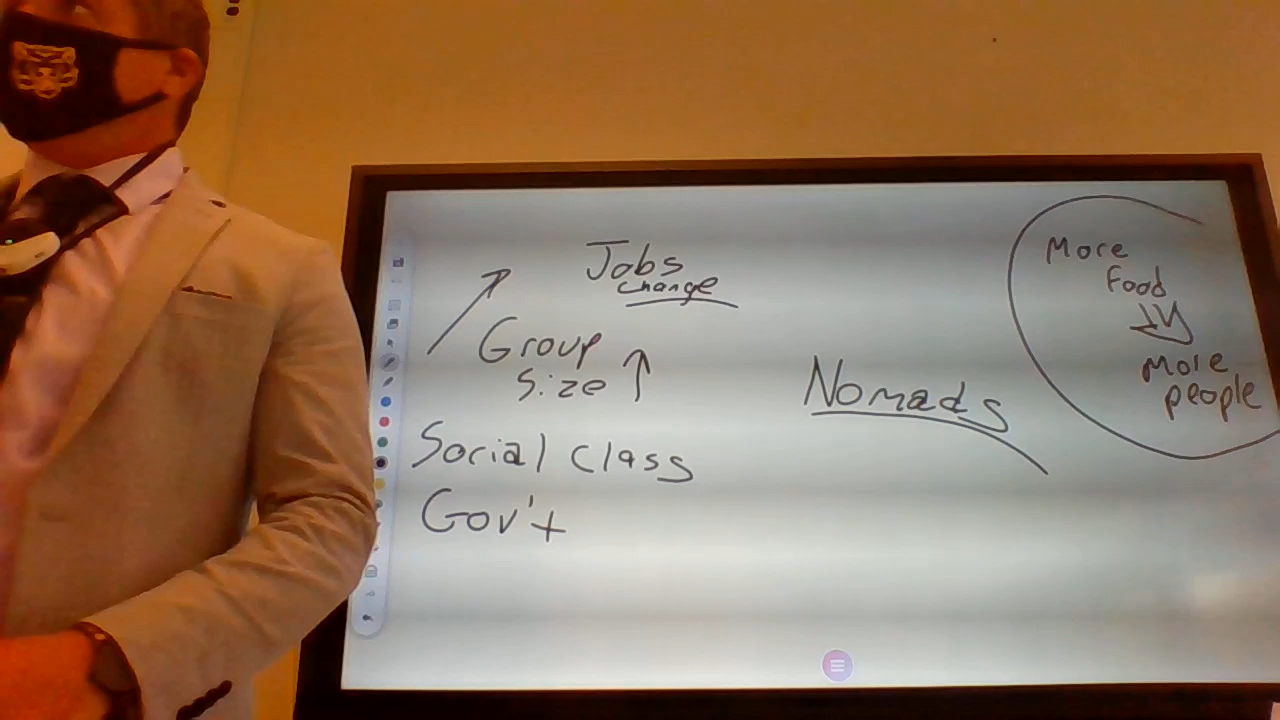 Jobs
change
Group
Size
Social class
Gov't
Nomads
More
Food
More
people